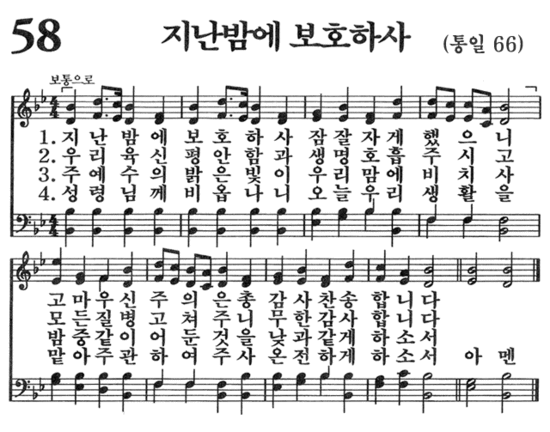 58 지난밤에 보호하사 (통일 66)
보통으로
1. 지난밤에 보호하사 잠잘자게 했으니
2. 우리육신 평안함과 생명호흡 주시고
3. 주예수의 밝은빛이 우리맘에 비치사
4. 성령님께 비옵나니 오늘우리 생활을
고마우신 주의은총 감사찬송 합니다
모든질병 고쳐주니 무한감사 합니다
밤중같이 어둔것을 낮과같게 하소서
맡아주관 하여주사 온전하게 하소서 아멘